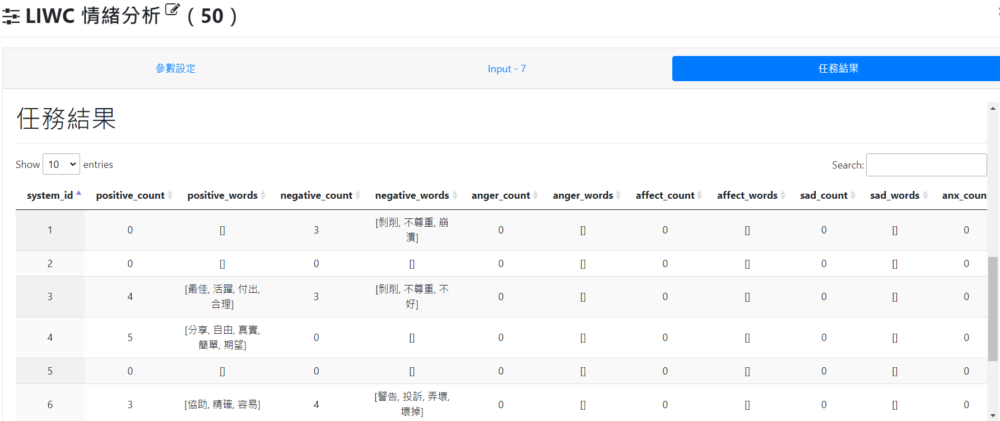 LIWC 情緒分析 ( 50 )
參數設定 Input - 7 任務結果
任務結果
Show 10 entries Search:
system_id positive_count positive_words negative_count negative_words anger_count anger_words affect_count affect_words sad_count sad_words anx_coun
1 0 [] 3 [剝削, 不尊重, 崩潰] 0 [] 0 [] 0 [] 0
2 0 [] 0 [] 0 [] 0 [] 0 [] 0
3 4 [最佳, 活躍, 付出, 合理] 3 [剝削, 不尊重, 不好] 0 [] 0 [] 0 [] 0
4 5 [分享, 自由, 真實, 簡單, 期望] 0 [] 0 [] 0 [] 0 [] 0
5 0 [] 0 [] 0 [] 0 [] 0 [] 0
6 3 [協助, 精確, 容易] 4 [警告, 投訴, 弄壞, 壞掉] 0 [] 0 [] 0 [] 0